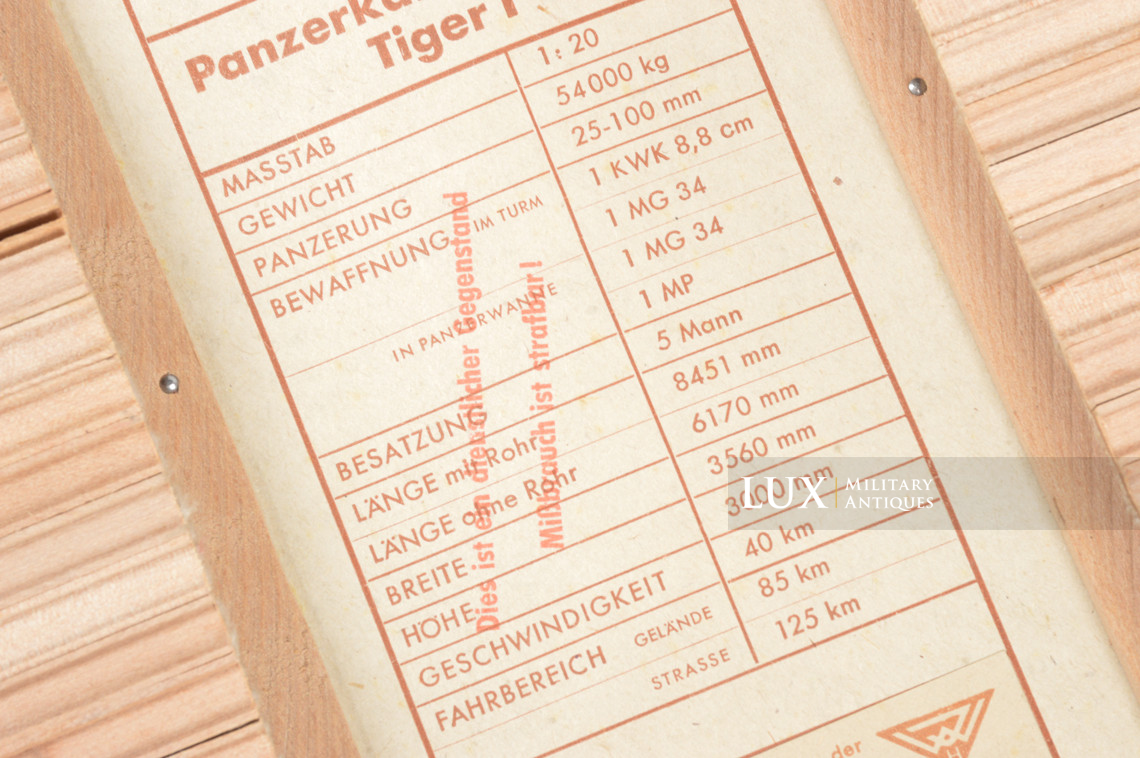 Tiger I
MASSTAB 1:20
GEWICHT 54000 kg
PANZERUNG 25-100 mm
BEWAFFNUNG IM TURM 1 KWK 8,8 cm
1 MG 34
IN PANZERWANNE 1 MG 34
1 MP
BESATZUNG 5 Mann
LÄNGE mit Rohr 8451 mm
LÄNGE ohne Rohr 6170 mm
BREITE 3560 mm
HÖHE 3000 mm
GESCHWINDIGKEIT 40 km
FAHRBEREICH GELÄNDE 85 km
STRASSE 125 km
Dies ist ein dienstlicher Gegenstand
Mißbrauch ist strafbar!
der
LUX MILITARY
ANTIQUES